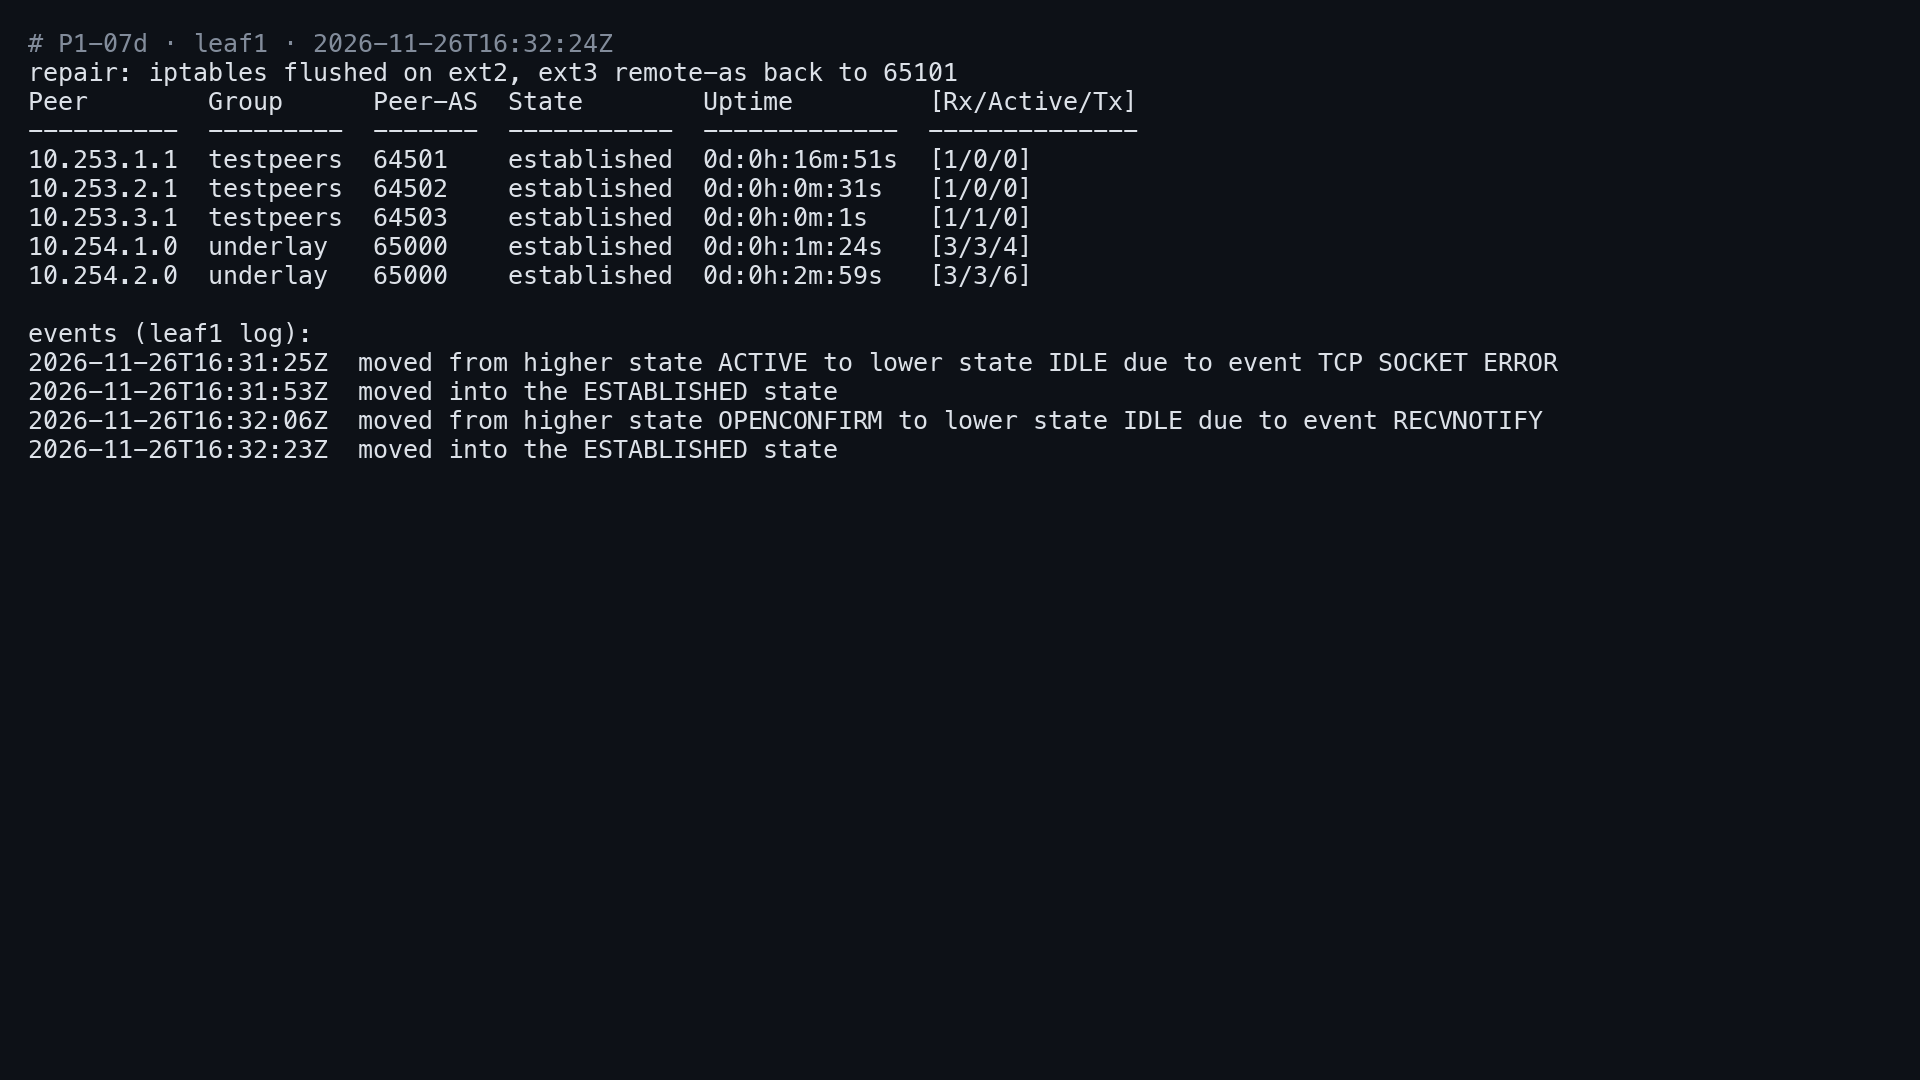 # P1−07d · leaf1 · 2026−11−26T16:32:24Z
repair: iptables flushed on ext2, ext3 remote−as back to 65101
Peer        Group      Peer−AS  State        Uptime         [Rx/Active/Tx]
−−−−−−−−−−  −−−−−−−−−  −−−−−−−  −−−−−−−−−−−  −−−−−−−−−−−−−  −−−−−−−−−−−−−−
10.253.1.1  testpeers  64501    established  0d:0h:16m:51s  [1/0/0]
10.253.2.1  testpeers  64502    established  0d:0h:0m:31s   [1/0/0]
10.253.3.1  testpeers  64503    established  0d:0h:0m:1s    [1/1/0]
10.254.1.0  underlay   65000    established  0d:0h:1m:24s   [3/3/4]
10.254.2.0  underlay   65000    established  0d:0h:2m:59s   [3/3/6]

events (leaf1 log):
2026−11−26T16:31:25Z  moved from higher state ACTIVE to lower state IDLE due to event TCP SOCKET ERROR
2026−11−26T16:31:53Z  moved into the ESTABLISHED state
2026−11−26T16:32:06Z  moved from higher state OPENCONFIRM to lower state IDLE due to event RECVNOTIFY
2026−11−26T16:32:23Z  moved into the ESTABLISHED state